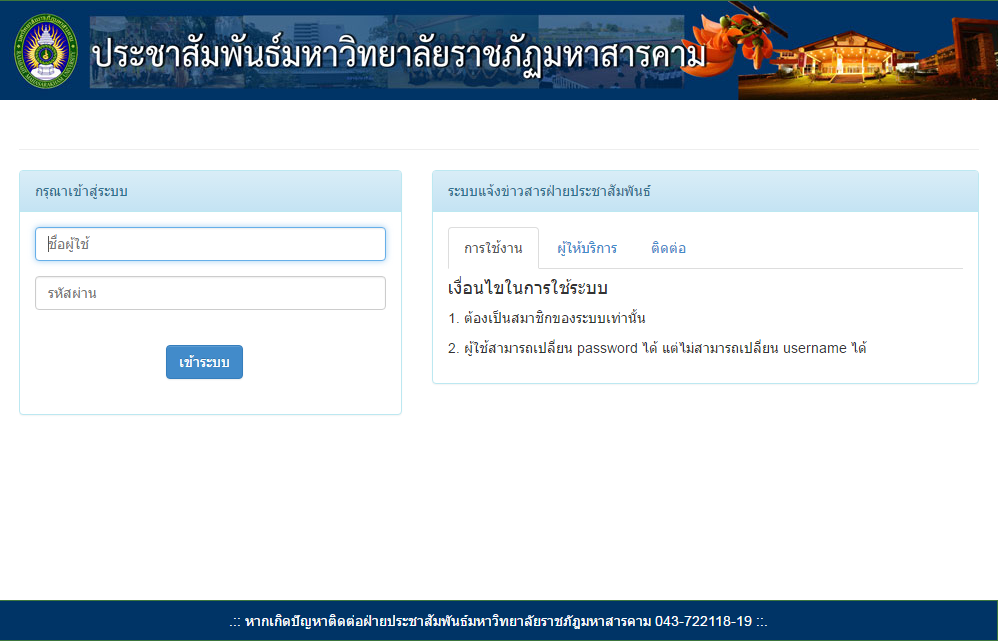 ประชาสัมพันธ์มหาวิทยาลัยราชภัฏมหาสารคาม
กรุณาเข้าสู่ระบบ
ชื่อผู้ใช้
รหัสผ่าน
เข้าระบบ
ระบบแจ้งข่าวสารฝ่ายประชาสัมพันธ์
การใช้งาน ผู้ให้บริการ ติดต่อ
เงื่อนไขในการใช้ระบบ
1. ต้องเป็นสมาชิกของระบบเท่านั้น
2. ผู้ใช้สามารถเปลี่ยน password ได้ แต่ไม่สามารถเปลี่ยน username ได้
.:: หากเกิดปัญหาติดต่อฝ่ายประชาสัมพันธ์มหาวิทยาลัยราชภัฏมหาสารคาม 043-722118-19 ::.